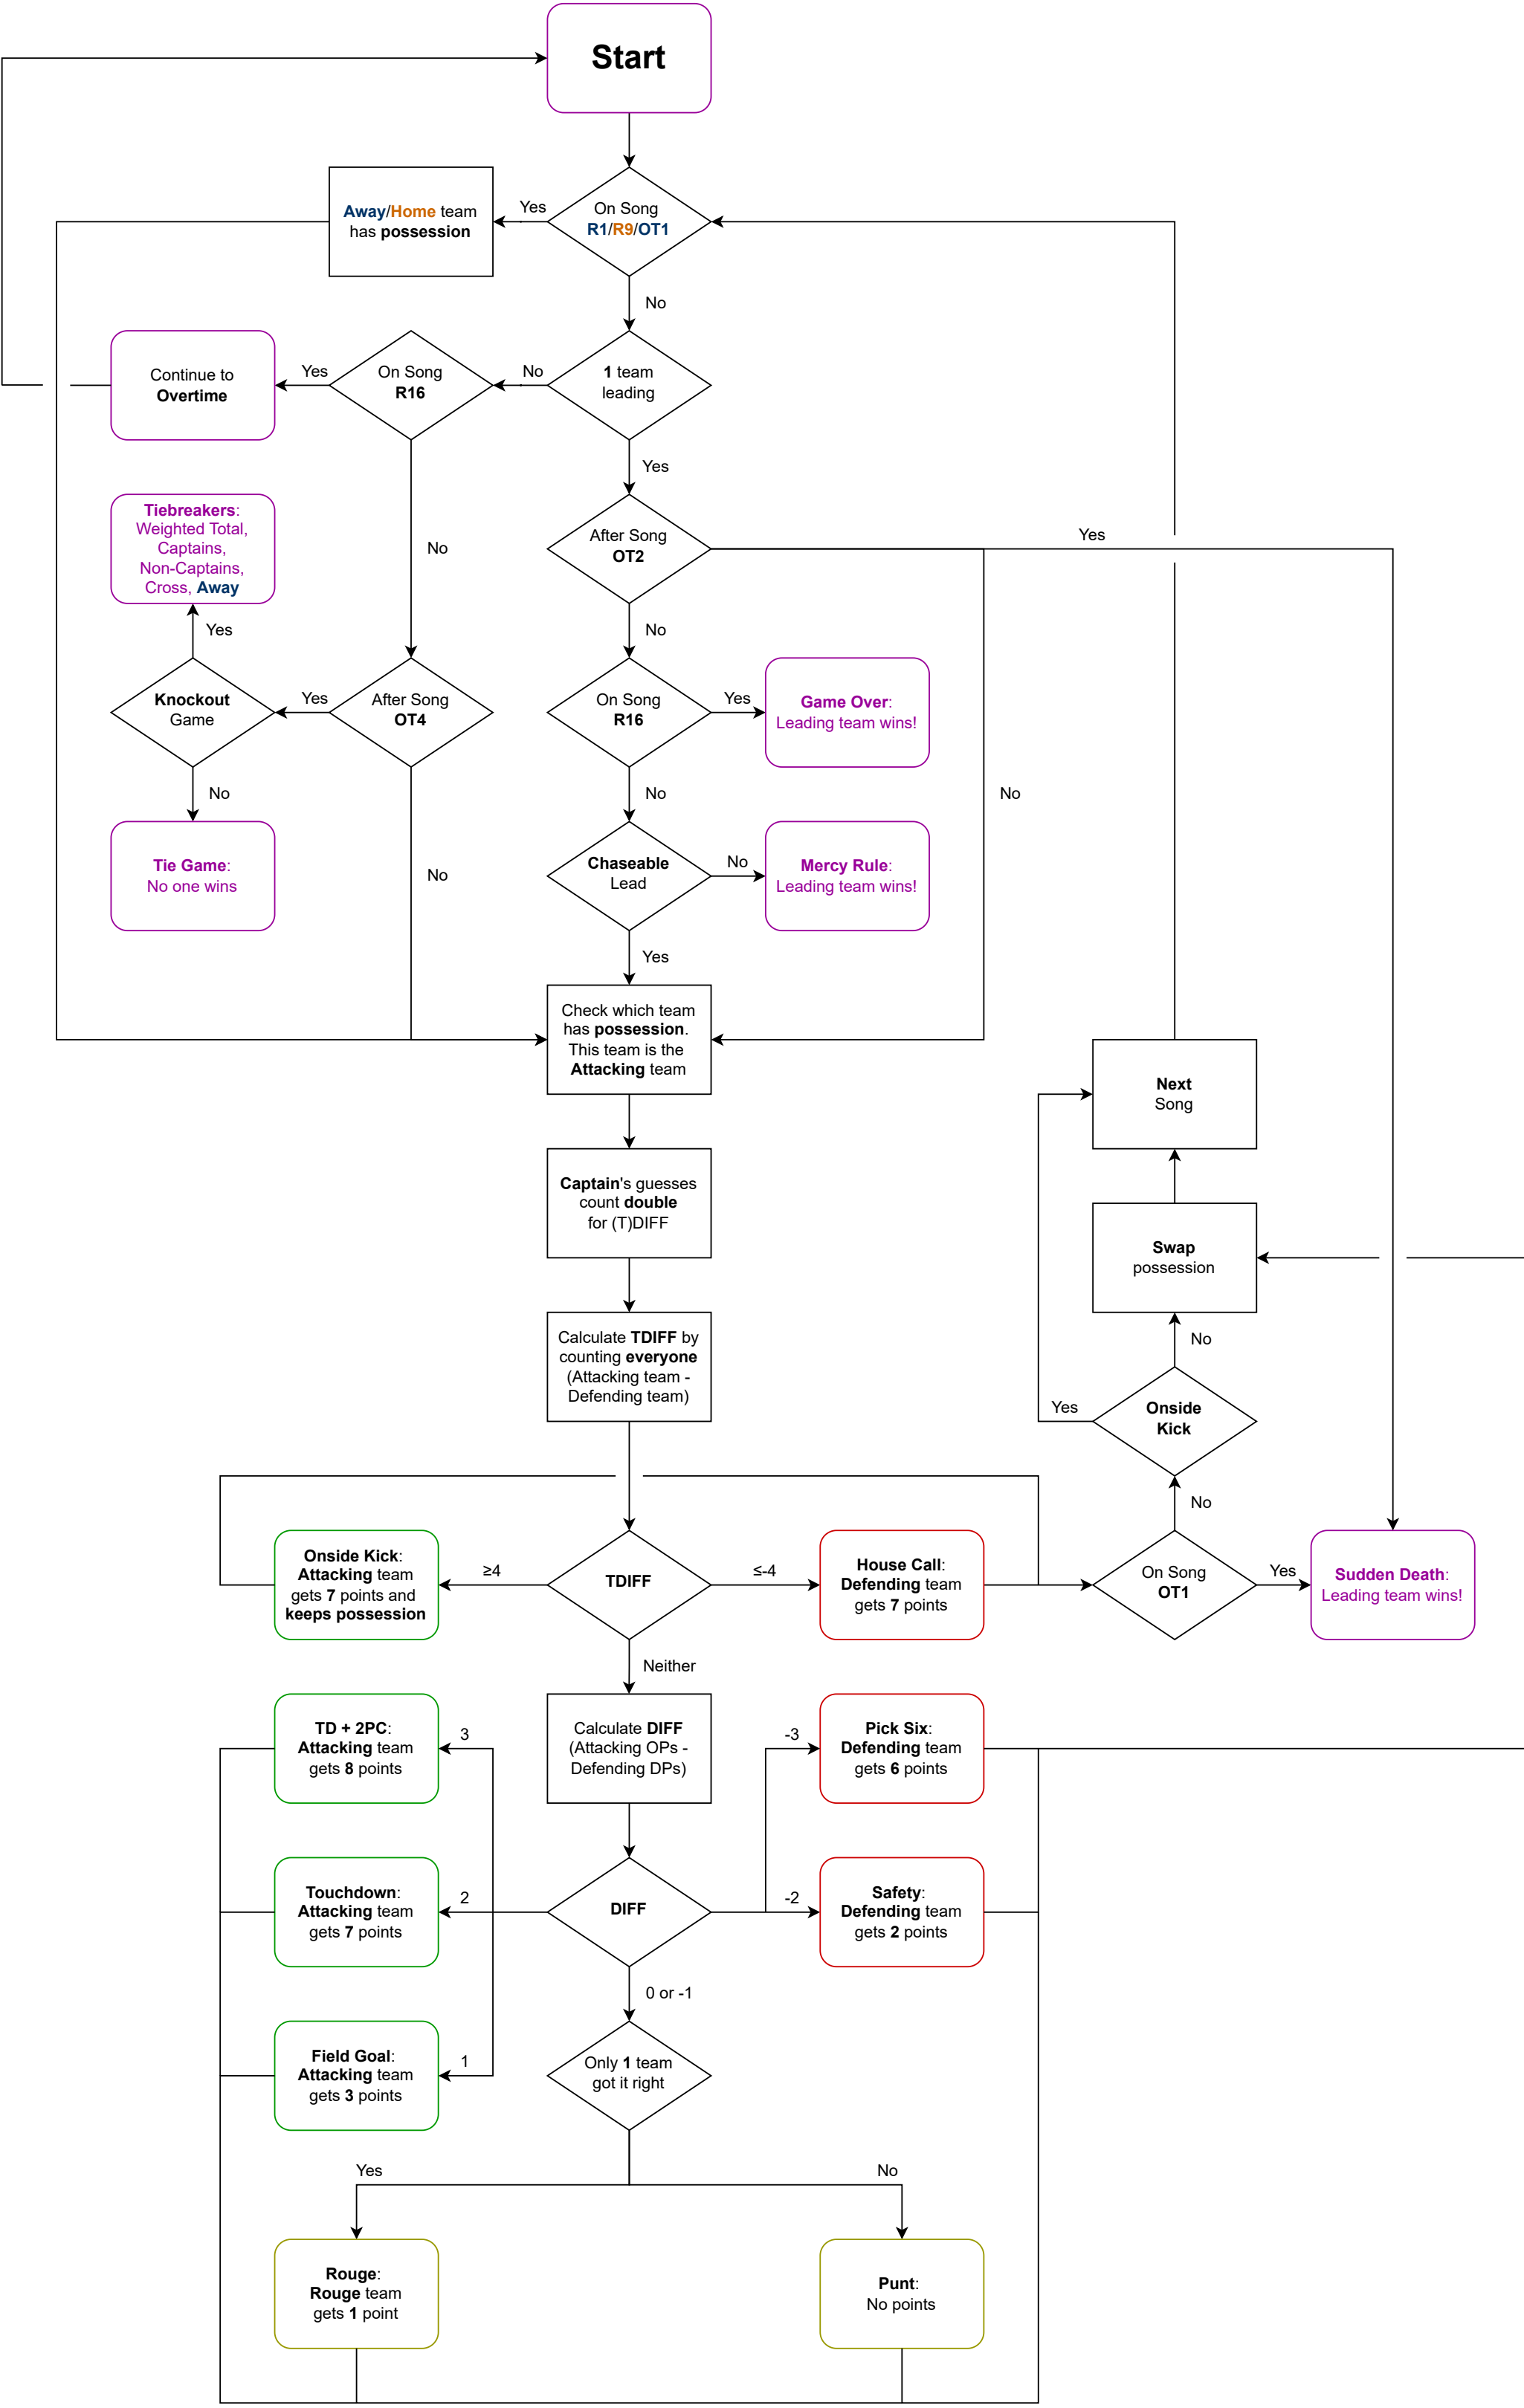 Start
On Song
R1/R9/OT1
Yes
Away/Home team
has possession
No
1 team
leading
No
On Song
R16
Yes
Continue to
Overtime
Yes
After Song
OT2
Yes
No
Tiebreakers:
Weighted Total,
Captains,
Non-Captains,
Cross, Away
Yes
No
Knockout
Game
Yes
After Song
OT4
On Song
R16
Yes
Game Over:
Leading team wins!
No
No
No
Tie Game:
No one wins
No
Chaseable
Lead
No
Mercy Rule:
Leading team wins!
Yes
Check which team
has possession.
This team is the
Attacking team
Next
Song
Captain's guesses
count double
for (T)DIFF
Swap
possession
Calculate TDIFF by
counting everyone
(Attacking team -
Defending team)
No
Onside
Kick
Yes
No
Onside Kick:
Attacking team
gets 7 points and
keeps possession
≥4
TDIFF
≤-4
House Call:
Defending team
gets 7 points
On Song
OT1
Yes
Sudden Death:
Leading team wins!
Neither
TD + 2PC:
Attacking team
gets 8 points
3
Calculate DIFF
(Attacking OPs -
Defending DPs)
-3
Pick Six:
Defending team
gets 6 points
Touchdown:
Attacking team
gets 7 points
2
DIFF
-2
Safety:
Defending team
gets 2 points
0 or -1
Field Goal:
Attacking team
gets 3 points
1
Only 1 team
got it right
Yes
No
Rouge:
Rouge team
gets 1 point
Punt:
No points